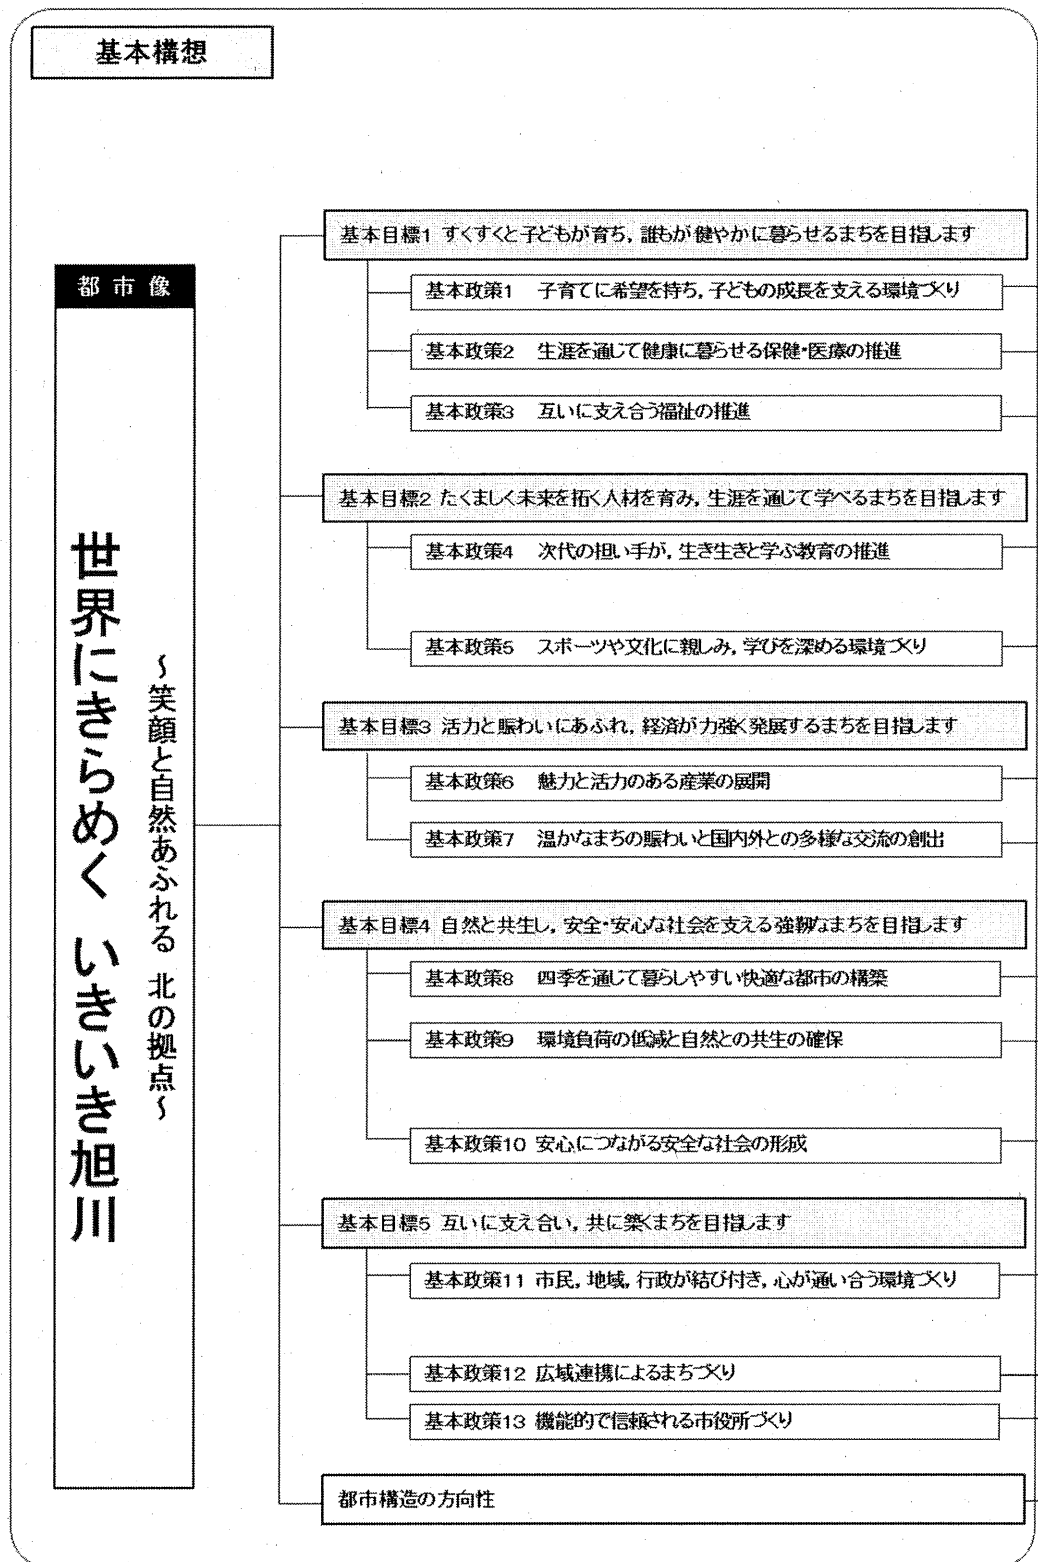 基本構想
都市像
世界にきらめく いきいき旭川
~笑顔と自然あふれる 北の拠点~
基本目標1 すくすくと子どもが育ち,誰もが健やかに暮らせるまちを目指します
基本政策1 子育てに希望を持ち,子どもの成長を支える環境づくり
基本政策2 生涯を通じて健康に暮らせる保健・医療の推進
基本政策3 互いに支え合う福祉の推進
基本目標2 たくましく未来を拓く人材を育み,生涯を通じて学べるまちを目指します
基本政策4 次代の担い手が,生き生きと学ぶ教育の推進
基本政策5 スポーツや文化に親しみ,学びを深める環境づくり
基本目標3 活力と賑わいにあふれ,経済が力強く発展するまちを目指します
基本政策6 魅力と活力のある産業の展開
基本政策7 温かなまちの賑わいと国内外との多様な交流の創出
基本目標4 自然と共生し,安全・安心な社会を支える強靱なまちを目指します
基本政策8 四季を通じて暮らしやすい快適な都市の構築
基本政策9 環境負荷の低減と自然との共生の確保
基本政策10 安心につながる安全な社会の形成
基本目標5 互いに支え合い,共に築くまちを目指します
基本政策11 市民,地域,行政が結び付き,心が通い合う環境づくり
基本政策12 広域連携によるまちづくり
基本政策13 機能的で信頼される市役所づくり
都市構造の方向性